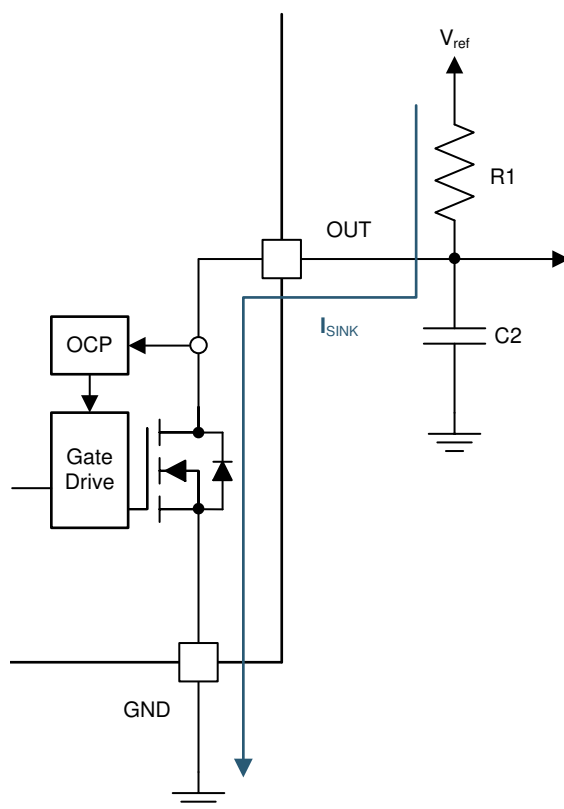 Vref
R1
OUT
ISINK
C2
OCP
Gate
Drive
GND